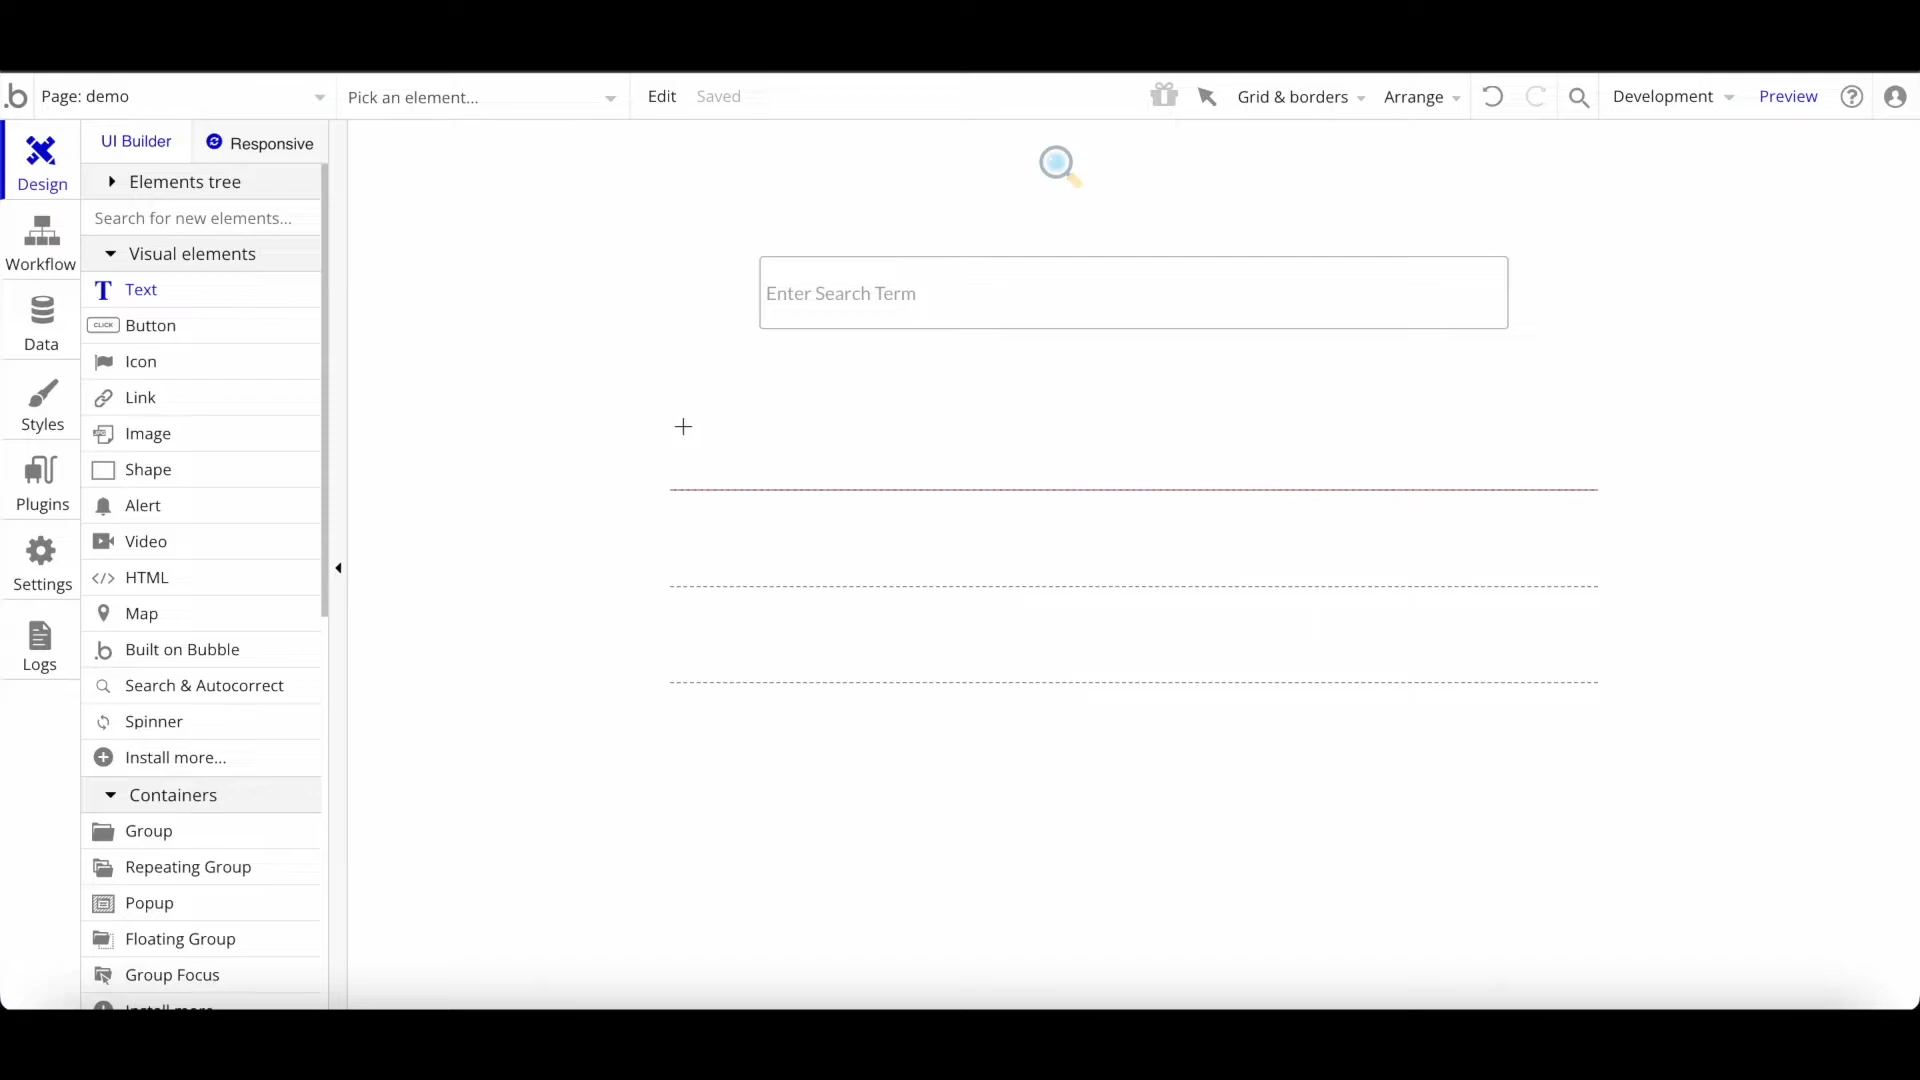 .b Page: demo Pick an element... Edit Saved Grid & borders Arrange Development Preview ?
Design
Workflow
Data
Styles
Plugins
Settings
Logs
UI Builder Responsive
Elements tree
Search for new elements...
Visual elements
T Text
CLICK Button
Icon
Link
Image
Shape
Alert
Video
</> HTML
Map
.b Built on Bubble
Search & Autocorrect
Spinner
Install more...
Containers
Group
Repeating Group
Popup
Floating Group
Group Focus
Install more...
Enter Search Term